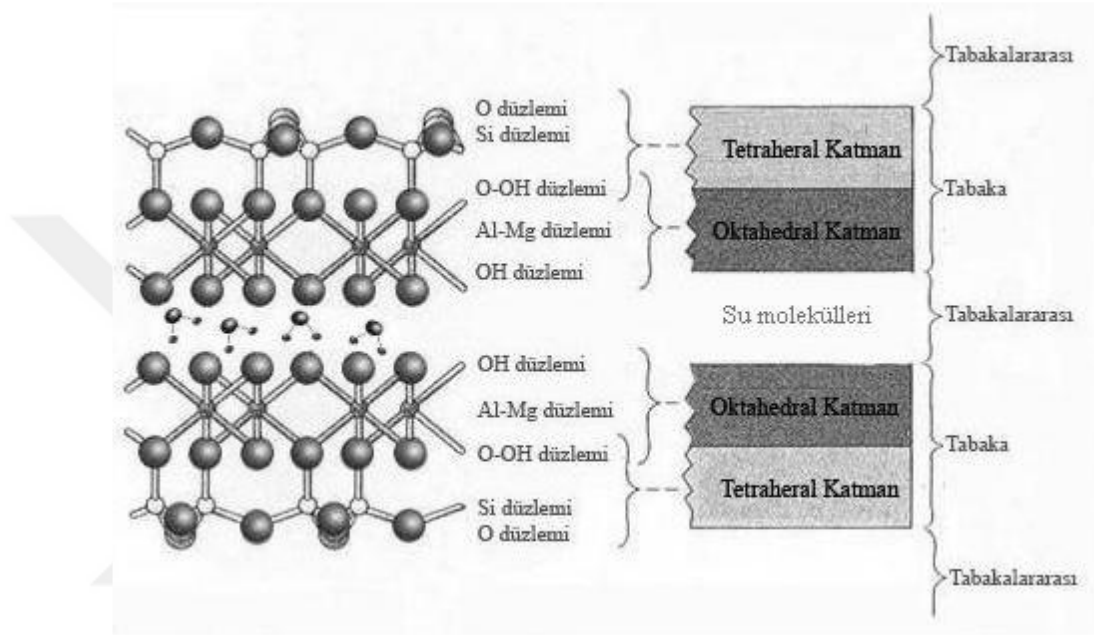 Tabakalararası
O düzlemi
Si düzlemi
Tetraheral Katman
O-OH düzlemi
Tabaka
Al-Mg düzlemi
Oktahedral Katman
OH düzlemi
Su molekülleri
Tabakalararası
OH düzlemi
Al-Mg düzlemi
Oktahedral Katman
O-OH düzlemi
Tabaka
Tetraheral Katman
Si düzlemi
O düzlemi
Tabakalararası